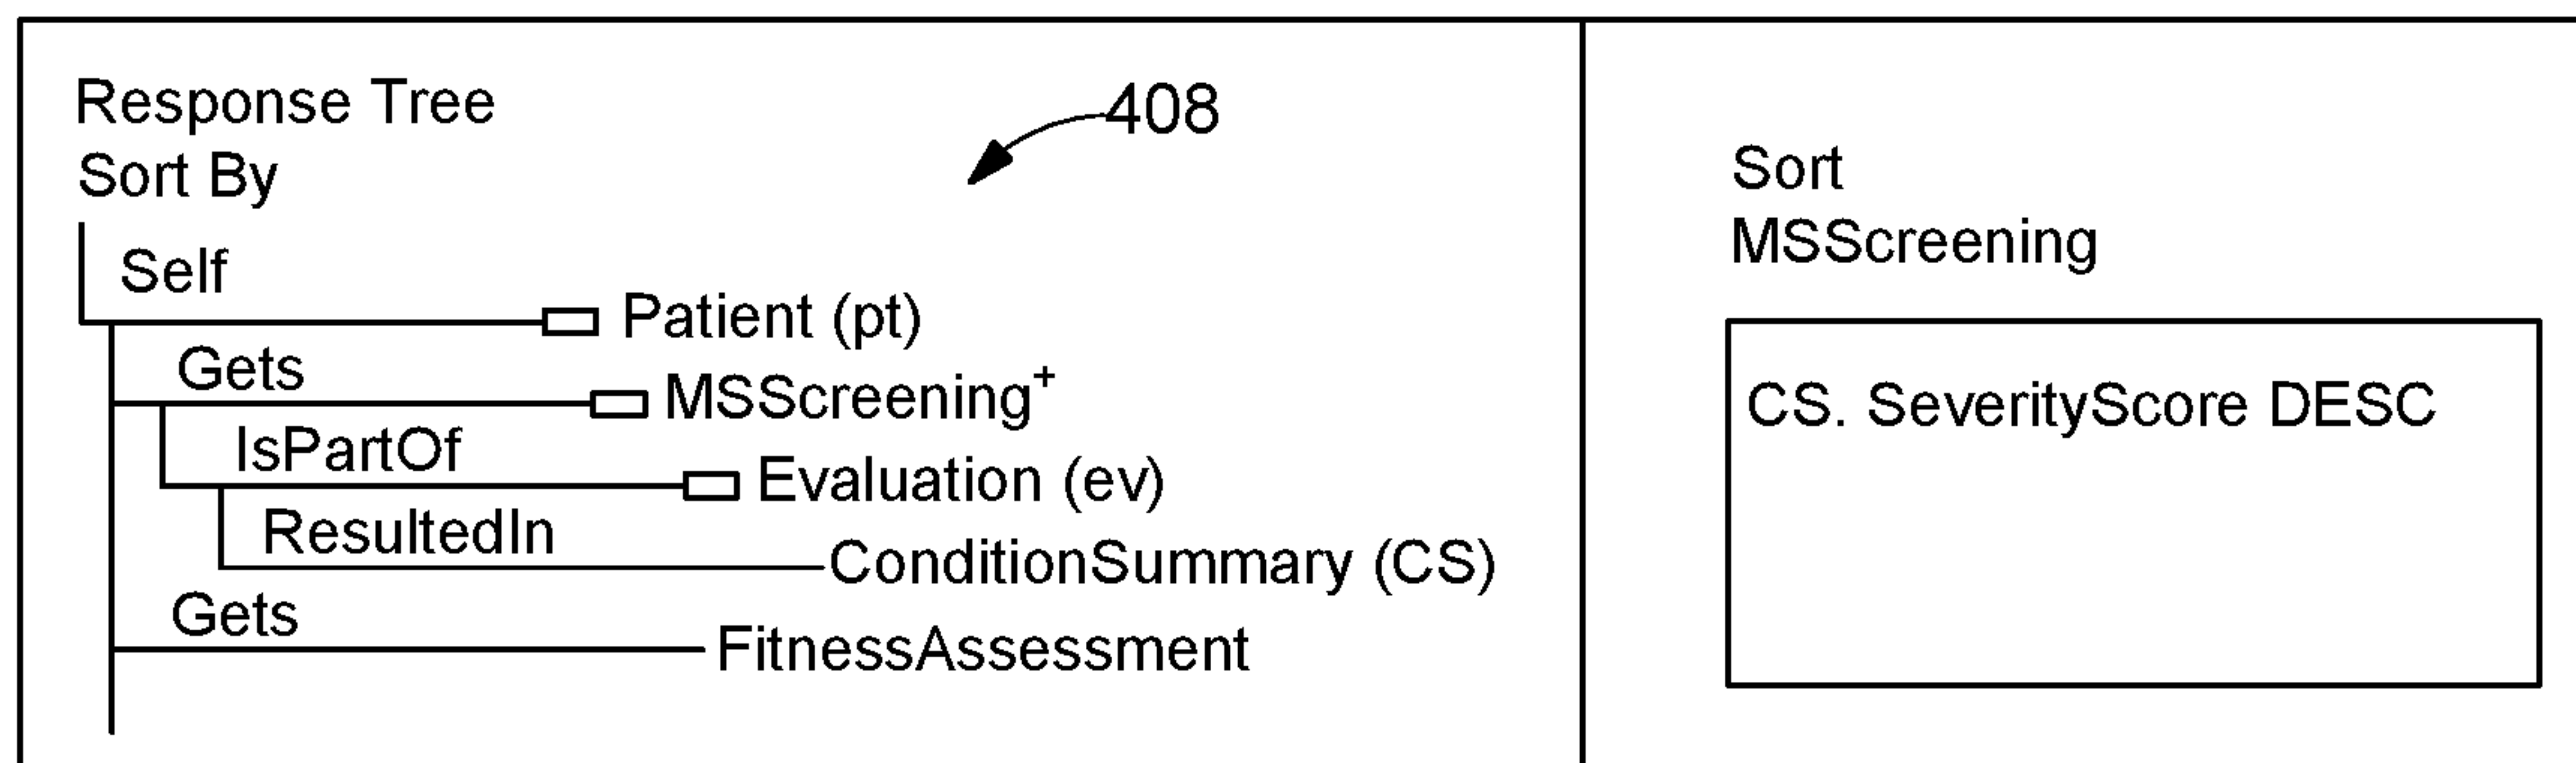 Response Tree
408
Sort By
Self
Patient (pt)
Gets
MSScreening+
IsPartOf
Evaluation (ev)
ResultedIn
ConditionSummary (CS)
Gets
FitnessAssessment
Sort
MSScreening
CS. SeverityScore DESC